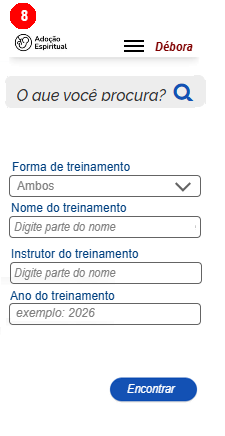 8
Adoção
Espiritual
Débora
O que você procura?
Forma de treinamento
Ambos
Nome do treinamento
Digite parte do nome
Instrutor do treinamento
Digite parte do nome
Ano do treinamento
exemplo: 2026
Encontrar